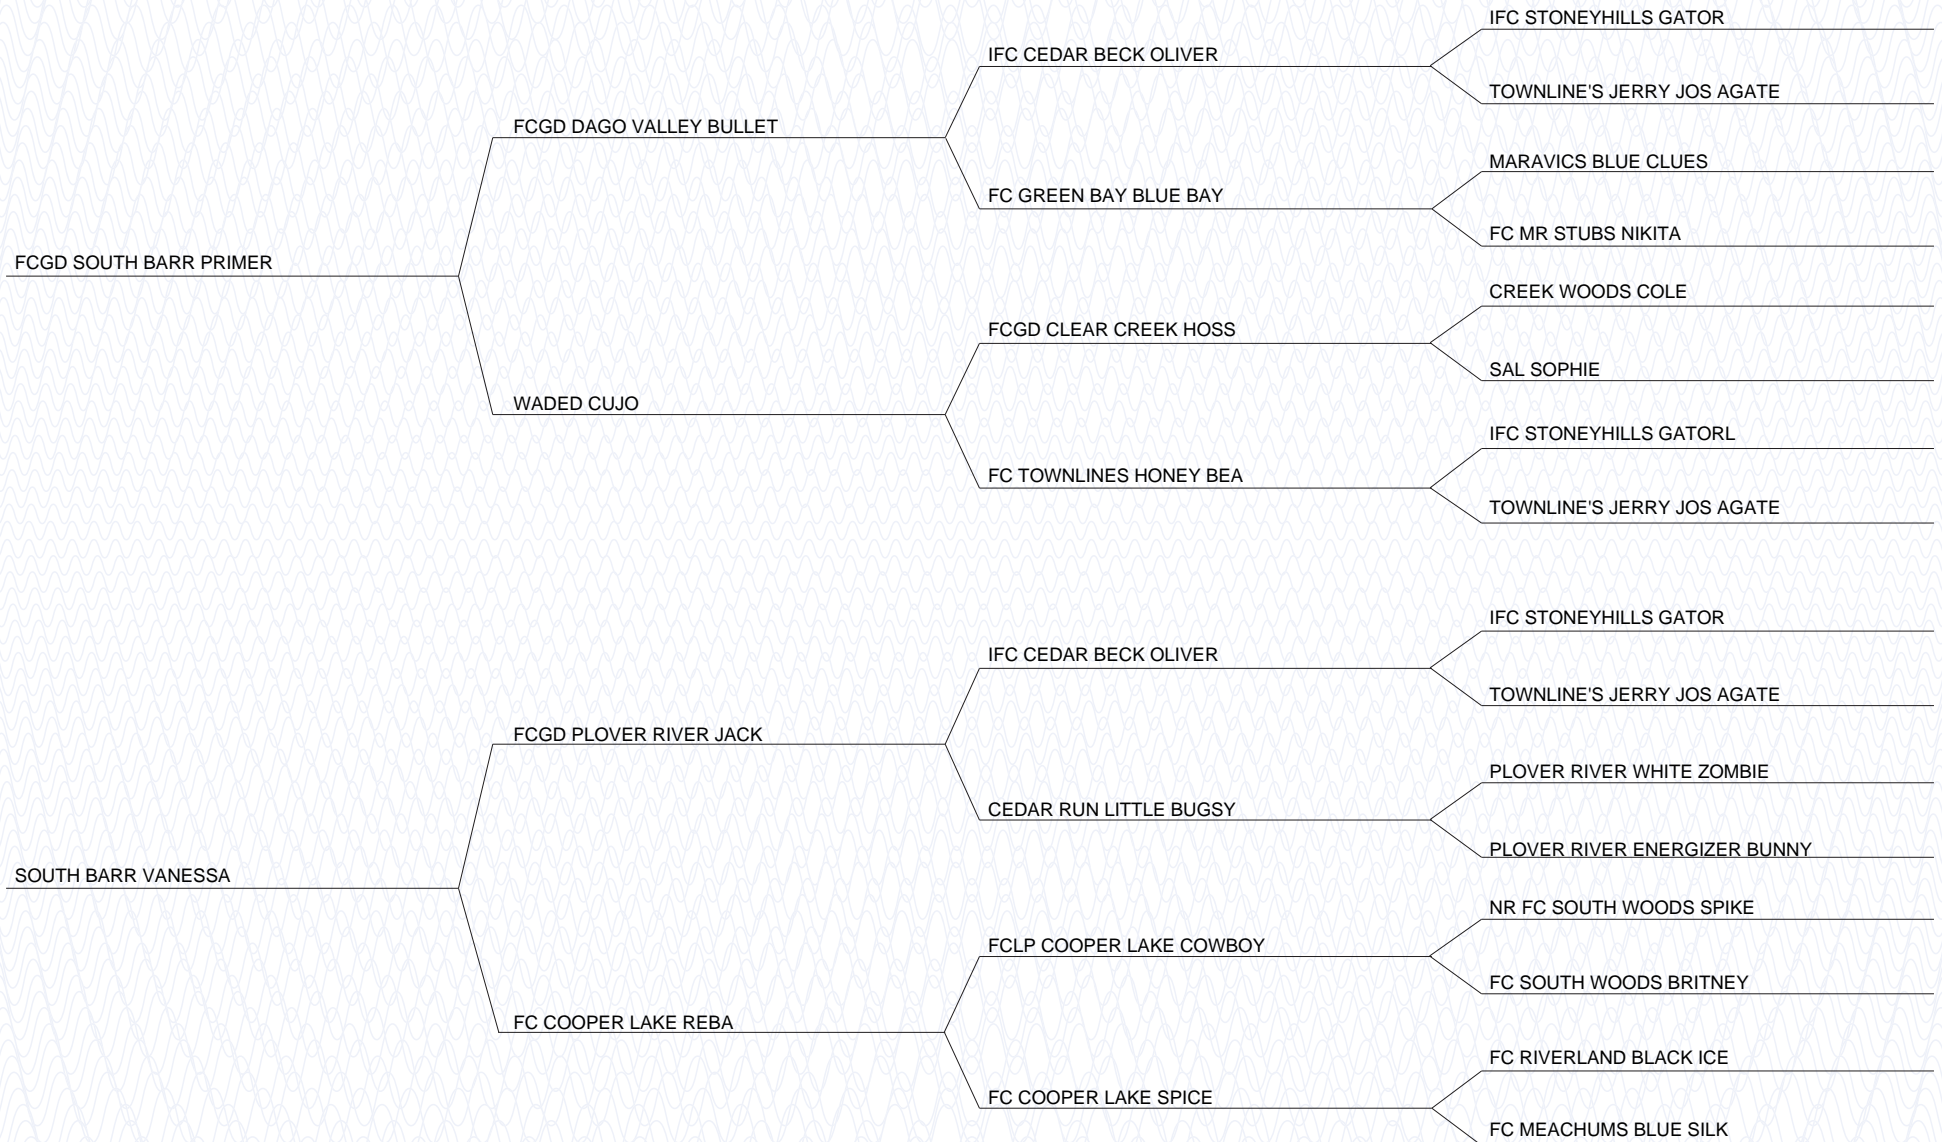 IFC STONEYHILLS GATOR
IFC CEDAR BECK OLIVER
TOWNLINE'S JERRY JOS AGATE
FCGD DAGO VALLEY BULLET
MARAVICS BLUE CLUES
FC GREEN BAY BLUE BAY
FC MR STUBS NIKITA
FCGD SOUTH BARR PRIMER
CREEK WOODS COLE
FCGD CLEAR CREEK HOSS
SAL SOPHIE
WADED CUJO
IFC STONEYHILLS GATORL
FC TOWNLINES HONEY BEA
TOWNLINE'S JERRY JOS AGATE
IFC STONEYHILLS GATOR
IFC CEDAR BECK OLIVER
TOWNLINE'S JERRY JOS AGATE
FCGD PLOVER RIVER JACK
PLOVER RIVER WHITE ZOMBIE
CEDAR RUN LITTLE BUGSY
PLOVER RIVER ENERGIZER BUNNY
SOUTH BARR VANESSA
NR FC SOUTH WOODS SPIKE
FCLP COOPER LAKE COWBOY
FC SOUTH WOODS BRITNEY
FC COOPER LAKE REBA
FC RIVERLAND BLACK ICE
FC COOPER LAKE SPICE
FC MEACHUMS BLUE SILK